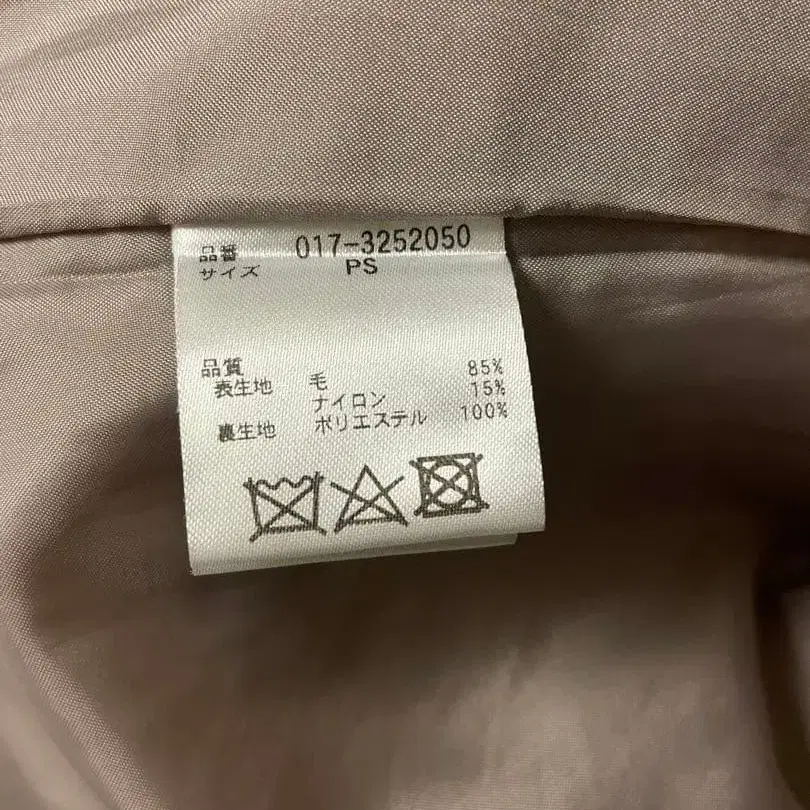 品番 017-3252050
サイズ PS
品質
表生地 毛 85%
ナイロン 15%
裏生地 ポリエステル 100%